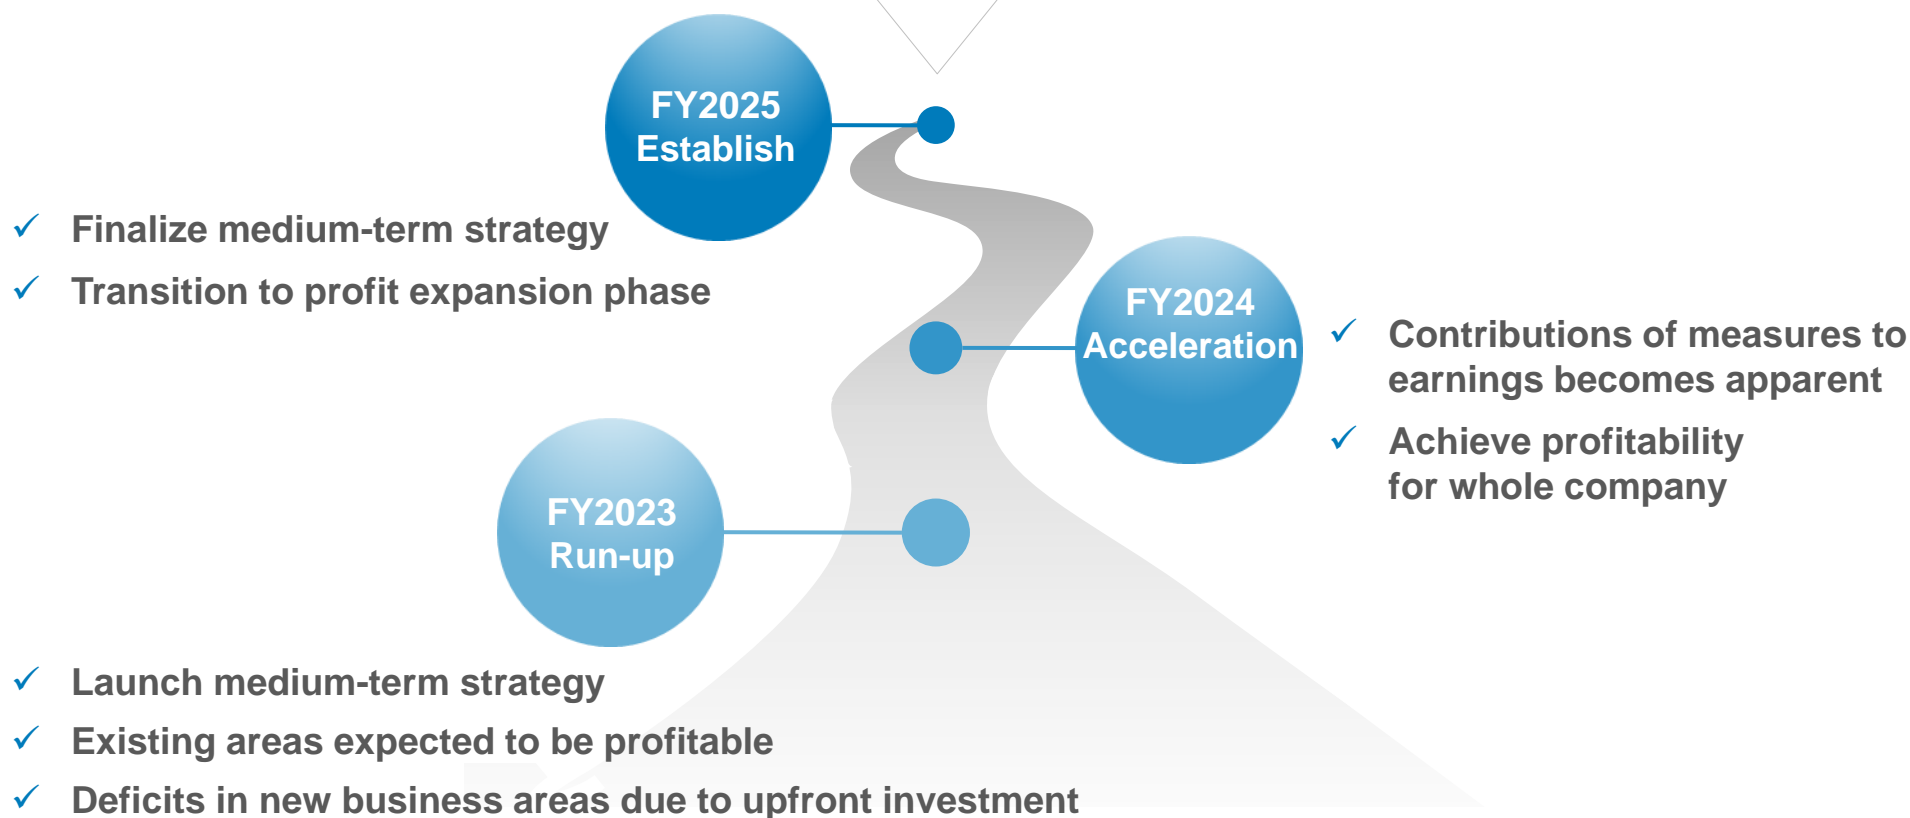 FY2025
Establish
✓ Finalize medium-term strategy
✓ Transition to profit expansion phase
FY2024
Acceleration
✓ Contributions of measures to
earnings becomes apparent
✓ Achieve profitability
for whole company
FY2023
Run-up
✓ Launch medium-term strategy
✓ Existing areas expected to be profitable
✓ Deficits in new business areas due to upfront investment